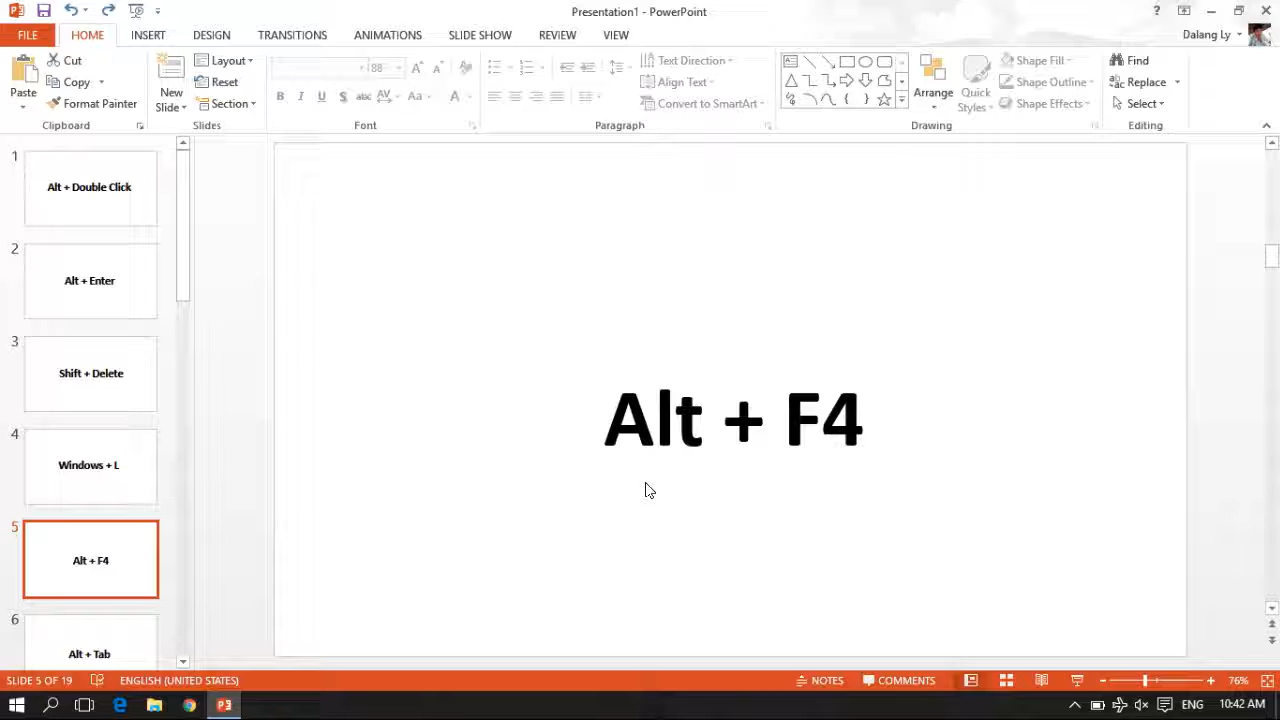 Presentation1 - PowerPoint
?
FILE HOME INSERT DESIGN TRANSITIONS ANIMATIONS SLIDE SHOW REVIEW VIEW
Dalang Ly
Paste
Cut
Copy
Format Painter
Clipboard
New
Slide
Layout
Reset
Section
Slides
88
B I U S abc AV Aa A
Font
Text Direction
Align Text
Convert to SmartArt
Paragraph
Arrange
Quick
Styles
Shape Fill
Shape Outline
Shape Effects
Drawing
Find
Replace
Select
Editing
1
Alt + Double Click
2
Alt + Enter
3
Shift + Delete
4
Windows + L
5
Alt + F4
6
Alt + Tab
Alt + F4
SLIDE 5 OF 19 ENGLISH (UNITED STATES) NOTES COMMENTS 76%
ENG 10:42 AM